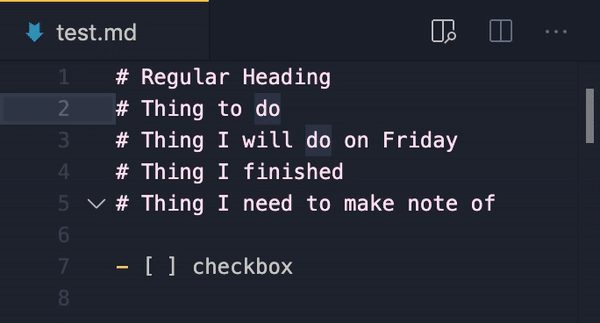 test.md
1 # Regular Heading
2 # Thing to do
3 # Thing I will do on Friday
4 # Thing I finished
5 # Thing I need to make note of
6
7 - [ ] checkbox
8